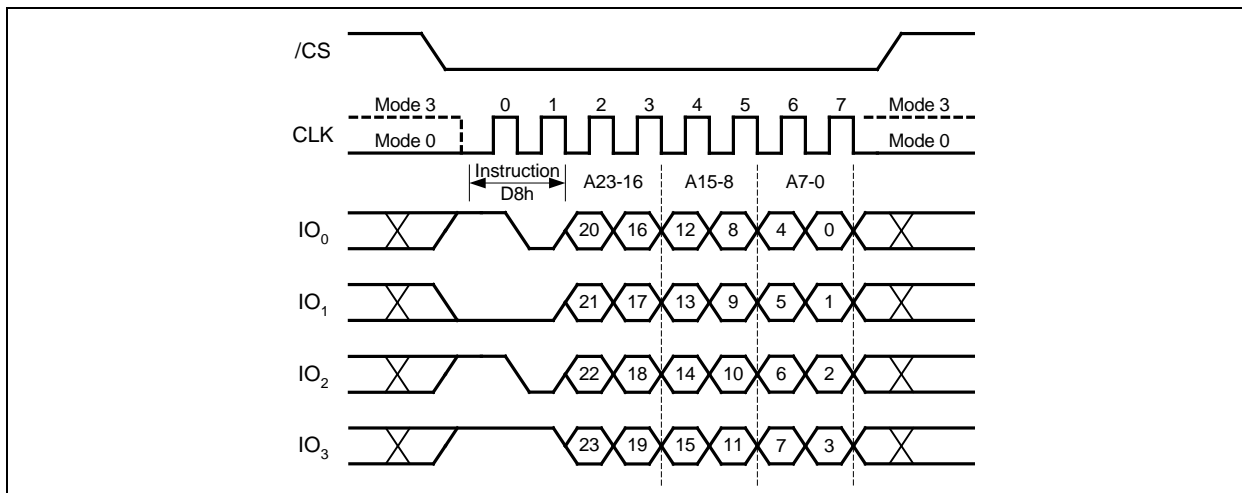 /CS
Mode 3 0 1 2 3 4 5 6 7 Mode 3
CLK
Mode 0 Mode 0
Instruction
D8h
A23-16 A15-8 A7-0
IO0 20 16 12 8 4 0
IO1 21 17 13 9 5 1
IO2 22 18 14 10 6 2
IO3 23 19 15 11 7 3